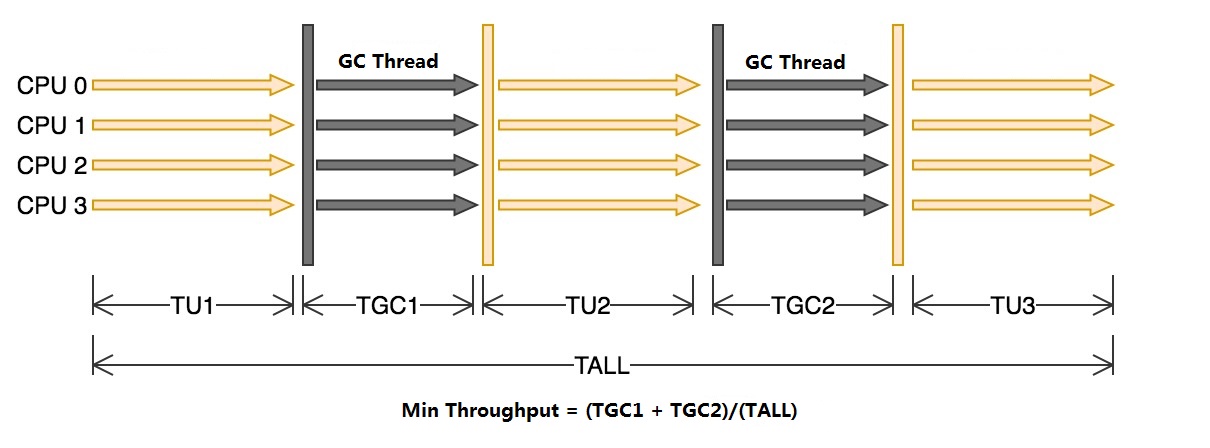 GC Thread GC Thread
CPU 0
CPU 1
CPU 2
CPU 3
TU1 TGC1 TU2 TGC2 TU3
TALL
Min Throughput = (TGC1 + TGC2)/(TALL)